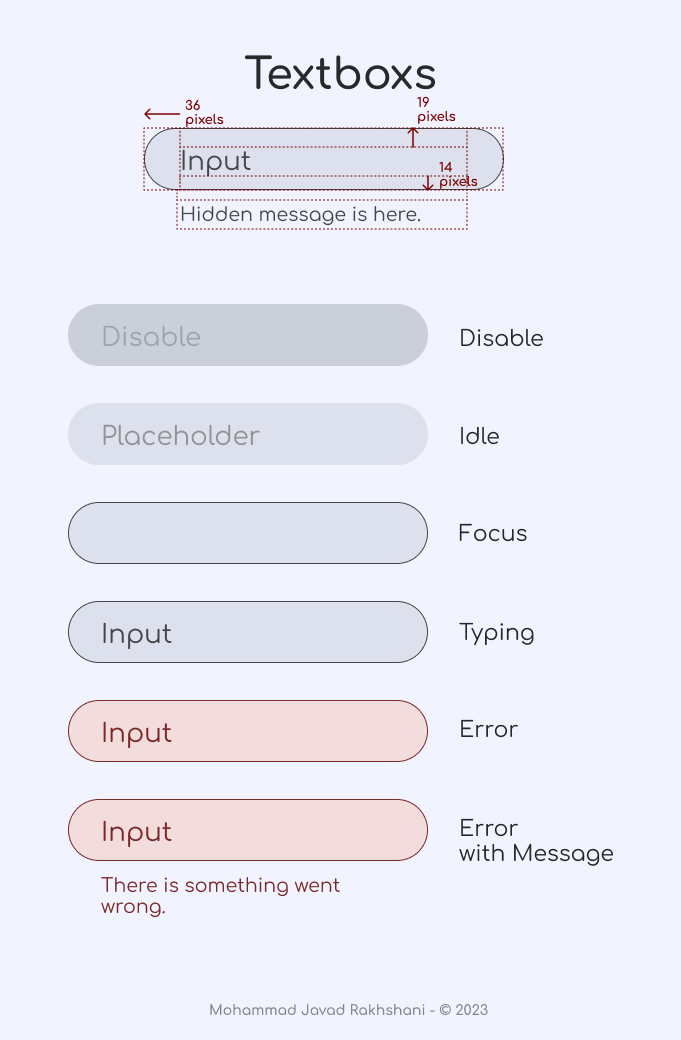 Textboxs
36
pixels
19
pixels
Input
14
pixels
Hidden message is here.
Disable
Disable
Placeholder
Idle
Focus
Input
Typing
Input
Error
Input
Error
with Message
There is something went
wrong.
Mohammad Javad Rakhshani - © 2023